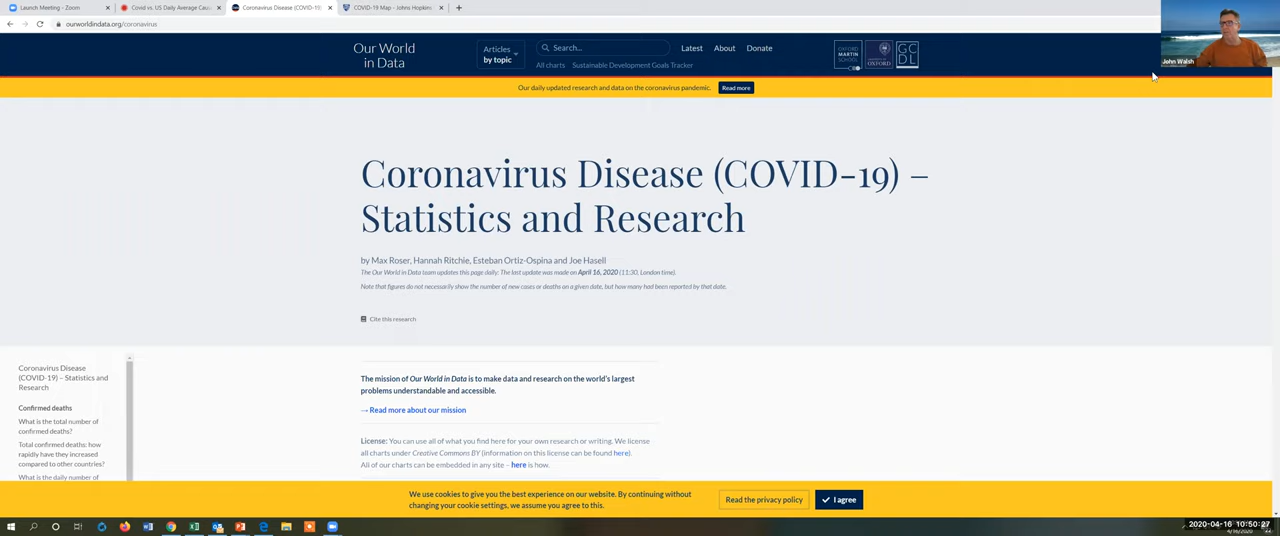 Launch Meeting - Zoom
Covid vs. US Daily Average Cau
Coronavirus Disease (COVID-19)
COVID-19 Map - Johns Hopkins
ourworldindata.org/coronavirus
Our World
in Data
Articles
by topic
Search...
Latest
About
Donate
All charts
Sustainable Development Goals Tracker
OXFORD
MARTIN
SCHOOL
UNIVERSITY OF
OXFORD
GC
DL
John Walsh
Our daily updated research and data on the coronavirus pandemic.
Read more
Coronavirus Disease (COVID-19) –
Statistics and Research
by Max Roser, Hannah Ritchie, Esteban Ortiz-Ospina and Joe Hasell
The Our World in Data team updates this page daily: The last update was made on April 16, 2020 (11:30, London time).
Note that figures do not necessarily show the number of new cases or deaths on a given date, but how many had been reported by that date.
Cite this research
Coronavirus Disease
(COVID-19) – Statistics and
Research
Confirmed deaths
What is the total number of
confirmed deaths?
Total confirmed deaths: how
rapidly have they increased
compared to other countries?
What is the daily number of
The mission of Our World in Data is to make data and research on the world's largest
problems understandable and accessible.
→ Read more about our mission
License: You can use all of what you find here for your own research or writing. We license
all charts under Creative Commons BY (information on this license can be found here).
All of our charts can be embedded in any site – here is how.
We use cookies to give you the best experience on our website. By continuing without
changing your cookie settings, we assume you agree to this.
Read the privacy policy
I agree
2020-04-16 10:50:27
4/16/2020